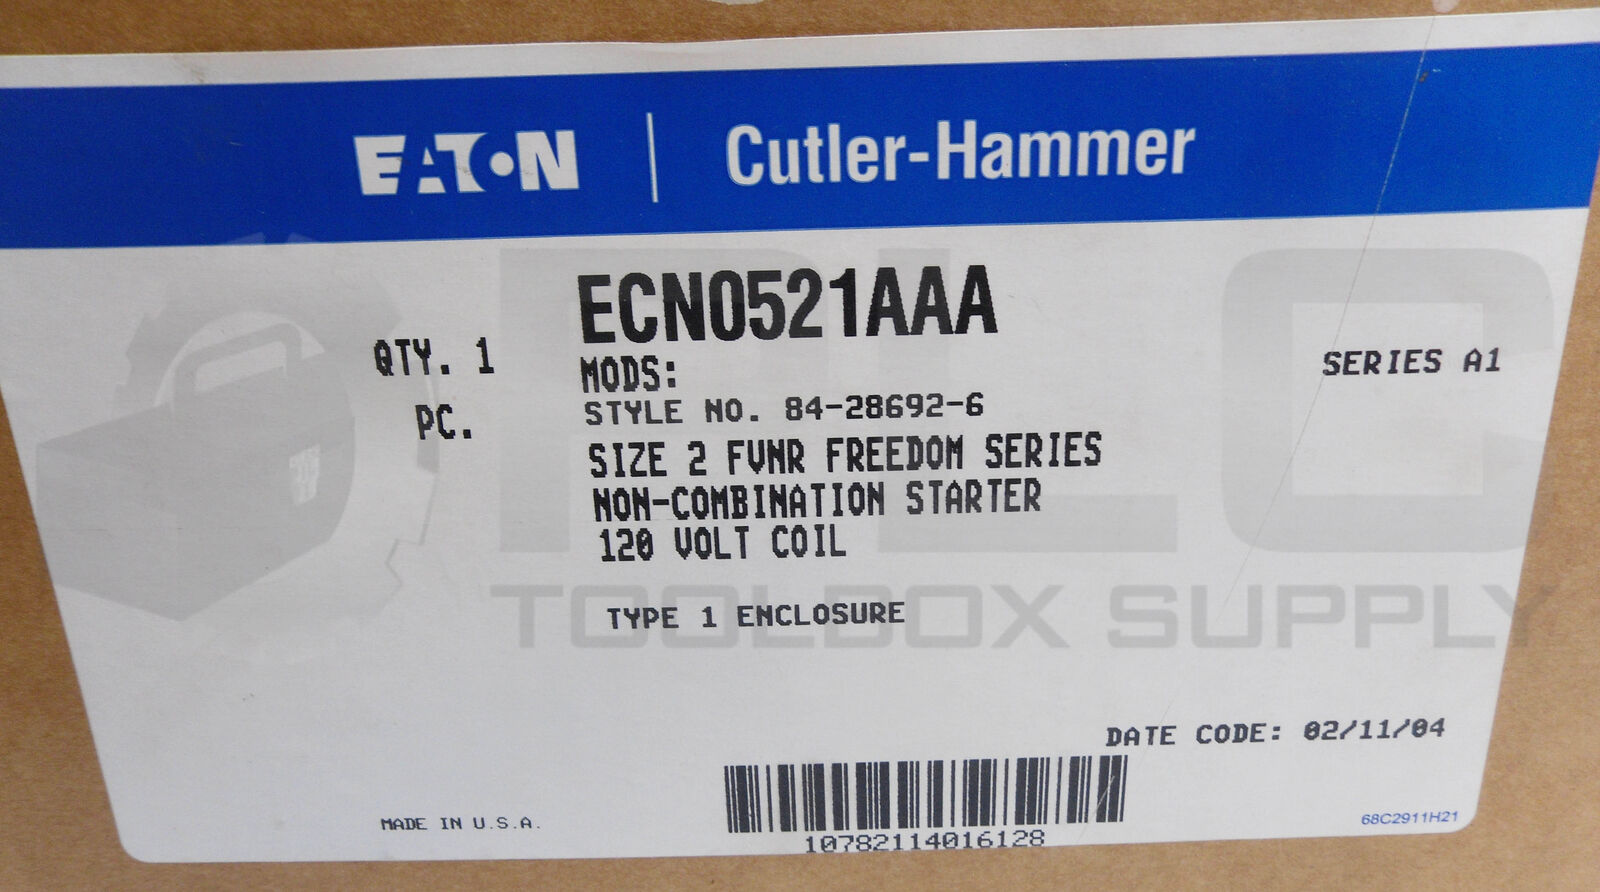 EATON | Cutler-Hammer
ECN0521AAA
QTY. 1
PC.
MODS:
SERIES A1
STYLE NO. 84-28692-6
SIZE 2 FVNR FREEDOM SERIES
NON-COMBINATION STARTER
120 VOLT COIL
TYPE 1 ENCLOSURE
PLC
TOOLBOX SUPPLY
DATE CODE: 02/11/04
MADE IN U.S.A.
10782114016128
68C2911H21